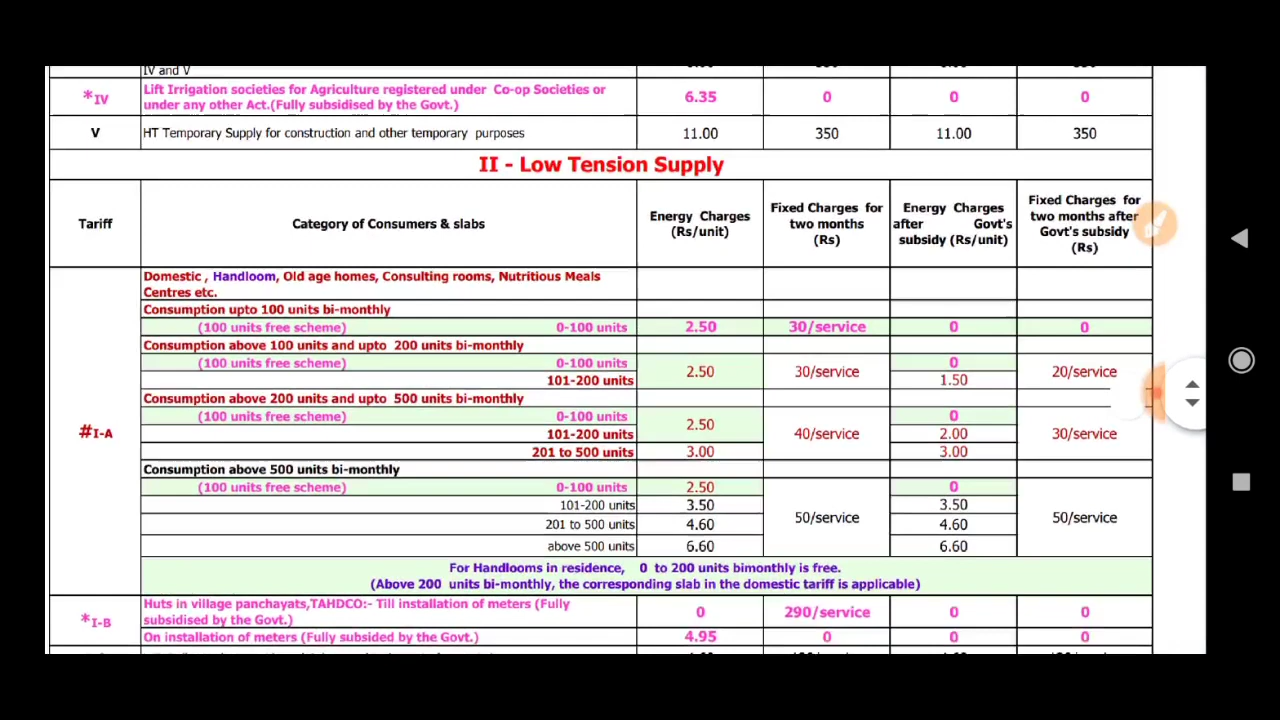 IV and V
*IV Lift Irrigation societies for Agriculture registered under Co-op Societies or under any other Act.(Fully subsidised by the Govt.) 6.35 0 0 0
V HT Temporary Supply for construction and other temporary purposes 11.00 350 11.00 350
II - Low Tension Supply
Tariff Category of Consumers & slabs Energy Charges (Rs/unit) Fixed Charges for two months (Rs) Energy Charges after Govt's subsidy (Rs/unit) Fixed Charges for two months after Govt's subsidy (Rs)
#I-A
Domestic , Handloom, Old age homes, Consulting rooms, Nutritious Meals
Centres etc.
Consumption upto 100 units bi-monthly
(100 units free scheme) 0-100 units 2.50 30/service 0 0
Consumption above 100 units and upto 200 units bi-monthly
(100 units free scheme) 0-100 units 2.50 30/service 0 20/service
101-200 units 1.50
Consumption above 200 units and upto 500 units bi-monthly
(100 units free scheme) 0-100 units 2.50 0
101-200 units 40/service 2.00 30/service
201 to 500 units 3.00 3.00
Consumption above 500 units bi-monthly
(100 units free scheme) 0-100 units 2.50 0
101-200 units 3.50 50/service 3.50 50/service
201 to 500 units 4.60 4.60
above 500 units 6.60 6.60
For Handlooms in residence, 0 to 200 units bimonthly is free.
(Above 200 units bi-monthly, the corresponding slab in the domestic tariff is applicable)
*I-B Huts in village panchayats,TAHDCO:- Till installation of meters (Fully subsidised by the Govt.) 0 290/service 0 0
On installation of meters (Fully subsided by the Govt.) 4.95 0 0 0